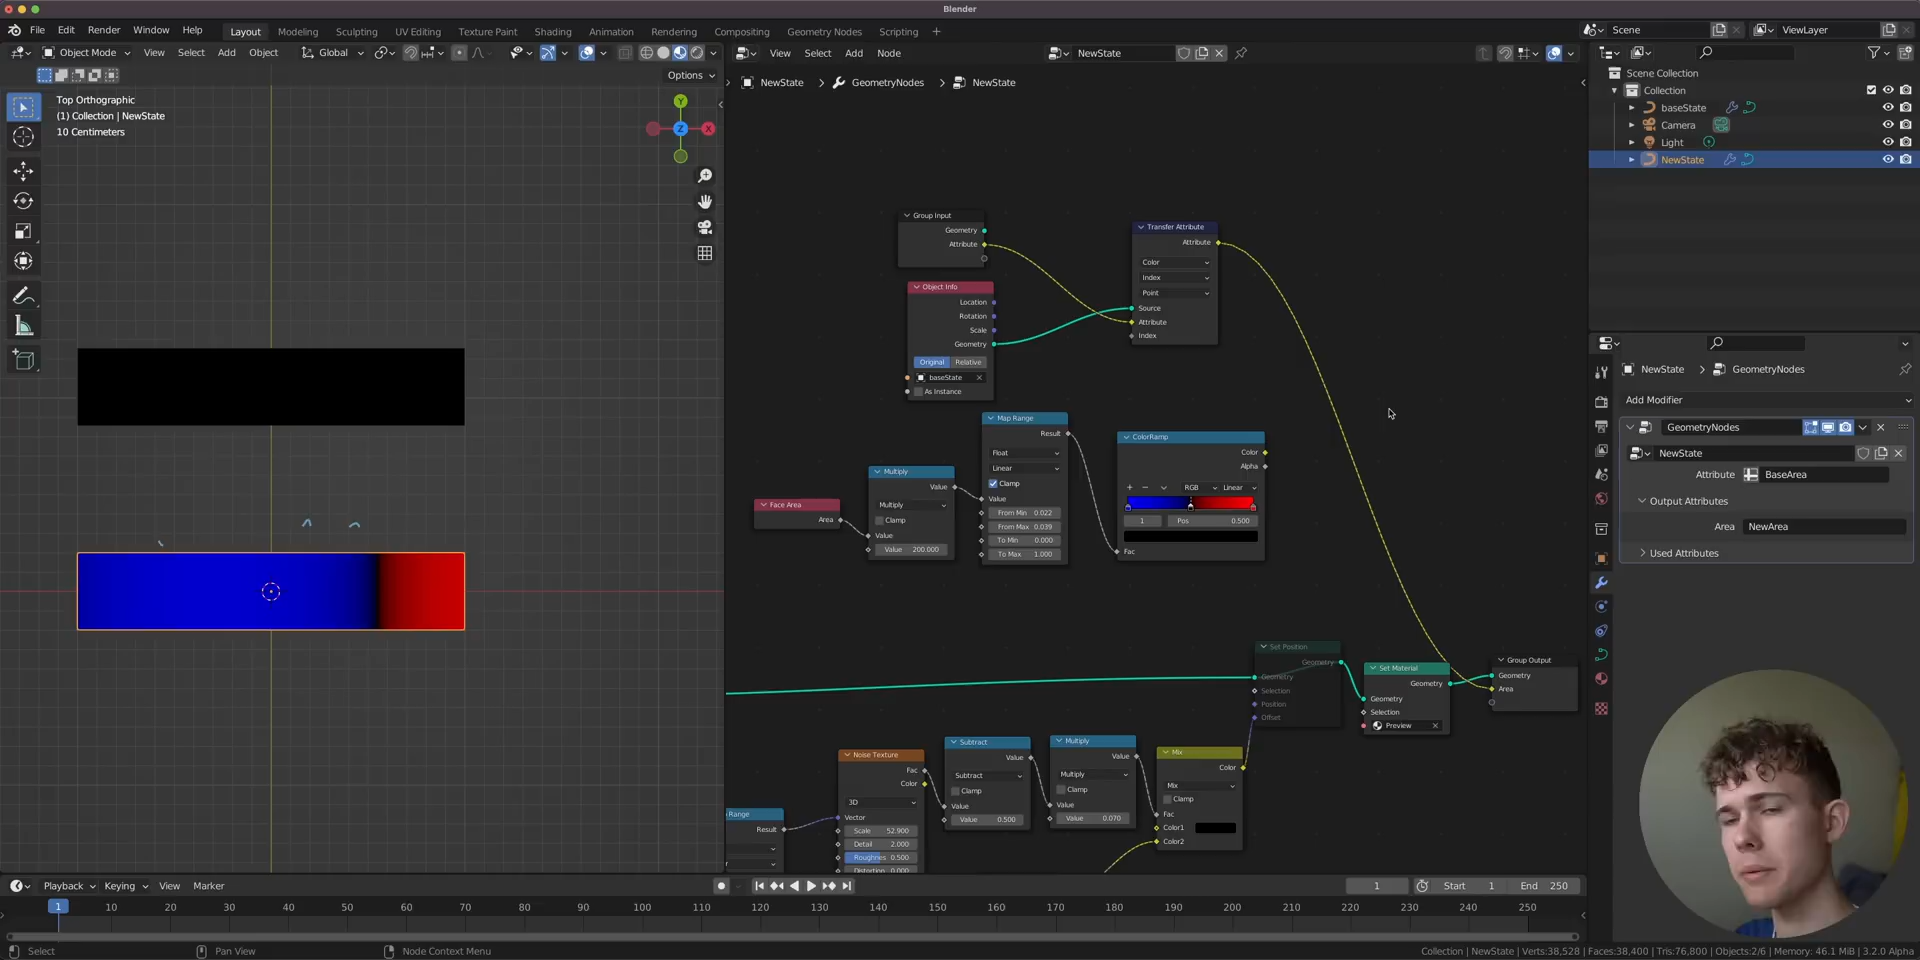 Blender
File Edit Render Window Help
Layout Modeling Sculpting UV Editing Texture Paint Shading Animation Rendering Compositing Geometry Nodes Scripting +
Scene
ViewLayer
Object Mode View Select Add Object Global
View Select Add Node
NewState
Options
Top Orthographic
(1) Collection | NewState
10 Centimeters
Y
Z
X
NewState > GeometryNodes > NewState
Group Input
Geometry
Attribute
Object Info
Location
Rotation
Scale
Geometry
Original Relative
baseState
As Instance
Transfer Attribute
Attribute
Color
Index
Point
Source
Attribute
Index
Face Area
Area
Multiply
Value
Multiply
Clamp
Value
Value 200.000
Map Range
Result
Float
Linear
Clamp
Value
From Min 0.022
From Max 0.039
To Min 0.000
To Max 1.000
ColorRamp
Color
Alpha
+ − RGB Linear
1 Pos 0.500
Fac
Range
Result
Noise Texture
Fac
Color
3D
Vector
Scale 52.900
Detail 2.000
Roughness 0.500
Distortion 0.000
Subtract
Value
Subtract
Clamp
Value
Value 0.500
Multiply
Value
Multiply
Clamp
Value
Value 0.070
Mix
Color
Mix
Clamp
Fac
Color1
Color2
Set Position
Geometry
Geometry
Selection
Position
Offset
Set Material
Geometry
Geometry
Selection
Preview
Group Output
Geometry
Area
Scene Collection
Collection
baseState
Camera
Light
NewState
NewState > GeometryNodes
Add Modifier
GeometryNodes
NewState
Attribute BaseArea
Output Attributes
Area NewArea
Used Attributes
Playback Keying View Marker
1 Start 1 End 250
1 10 20 30 40 50 60 70 80 90 100 110 120 130 140 150 160 170 180 190 200 210 220 230 240 250
Select Pan View Node Context Menu
Collection | NewState | Verts:38,528 | Faces:38,400 | Tris:76,800 | Objects:2/6 | Memory: 46.1 MiB | 3.2.0 Alpha